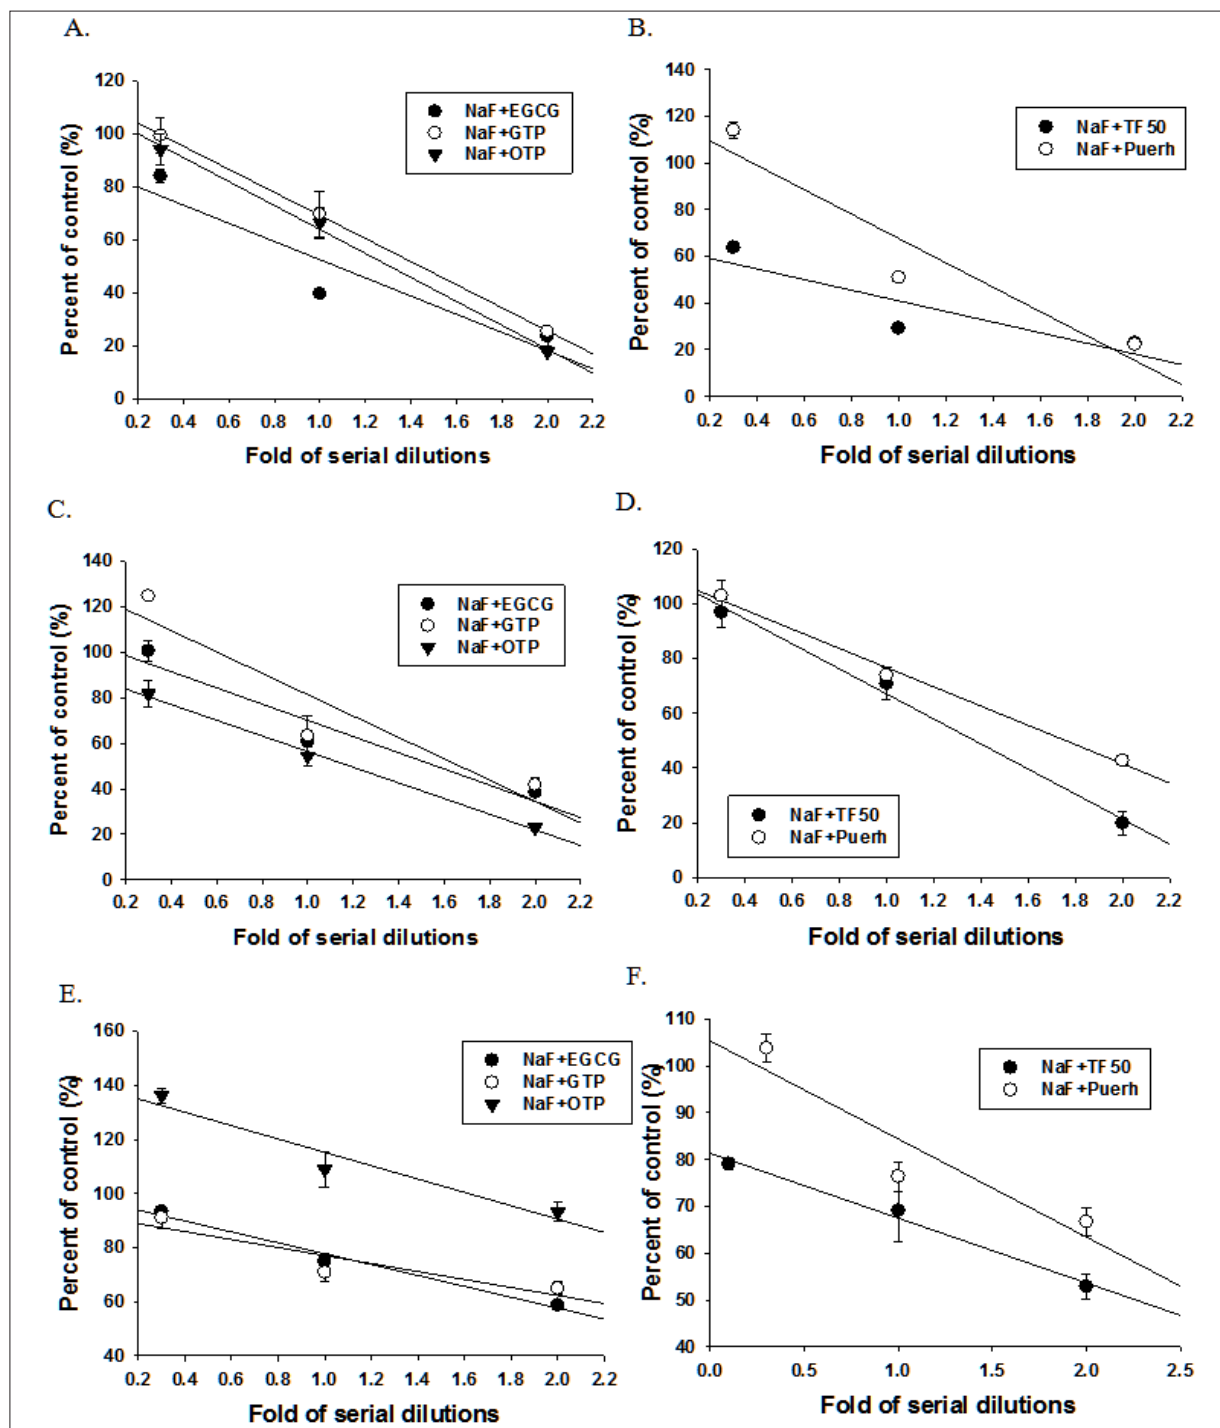 A.
Percent of control (%)
120
100
80
60
40
20
0
NaF+EGCG
NaF+GTP
NaF+OTP
0.2 0.4 0.6 0.8 1.0 1.2 1.4 1.6 1.8 2.0 2.2
Fold of serial dilutions
B.
Percent of control (%)
140
120
100
80
60
40
20
0
NaF+TF50
NaF+Puerh
0.2 0.4 0.6 0.8 1.0 1.2 1.4 1.6 1.8 2.0 2.2
Fold of serial dilutions
C.
Percent of control (%)
140
120
100
80
60
40
20
0
NaF+EGCG
NaF+GTP
NaF+OTP
0.2 0.4 0.6 0.8 1.0 1.2 1.4 1.6 1.8 2.0 2.2
Fold of serial dilutions
D.
Percent of control (%)
120
100
80
60
40
20
0
NaF+TF50
NaF+Puerh
0.2 0.4 0.6 0.8 1.0 1.2 1.4 1.6 1.8 2.0 2.2
Fold of serial dilutions
E.
Percent of control (%)
160
140
120
100
80
60
40
NaF+EGCG
NaF+GTP
NaF+OTP
0.2 0.4 0.6 0.8 1.0 1.2 1.4 1.6 1.8 2.0 2.2
Fold of serial dilutions
F.
Percent of control (%)
110
100
90
80
70
60
50
40
NaF+TF50
NaF+Puerh
0.0 0.5 1.0 1.5 2.0 2.5
Fold of serial dilutions